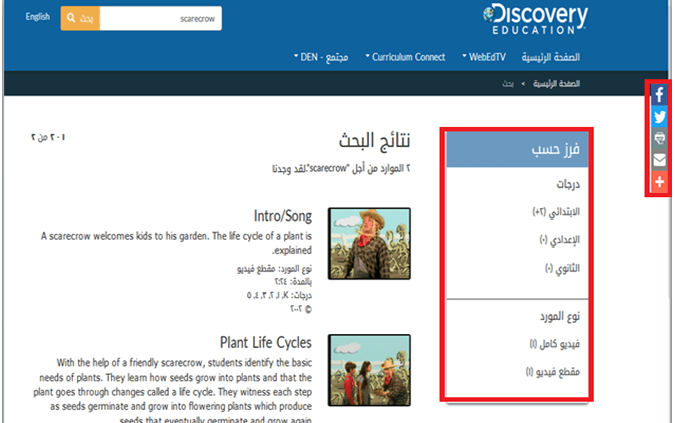 English
بحث
scarecrow
Discovery
EDUCATION
الصفحة الرئيسية
WebEdTV
Curriculum Connect
مجتمع - DEN
الصفحة الرئيسية > بحث
فرز حسب
درجات
الابتدائي (٢+)
الإعدادي (٠)
الثانوي (٠)
نوع المورد
فيديو كامل (١)
مقطع فيديو (١)
نتائج البحث
١ - ٢ من ٢
٢ الموارد من أجل "scarecrow".لقد وجدنا
Intro/Song
A scarecrow welcomes kids to his garden. The life cycle of a plant is
.explained
نوع المورد: مقطع فيديو
بالمدة: ٢:٢٤
درجات: K, ١, ٢, ٣, ٤, ٥
© ٢٠٠٢
Plant Life Cycles
With the help of a friendly scarecrow, students identify the basic
needs of plants. They learn how seeds grow into plants and that the
plant goes through changes called a life cycle. They witness each step
as seeds germinate and grow into flowering plants which produce
seeds that eventually germinate and grow again